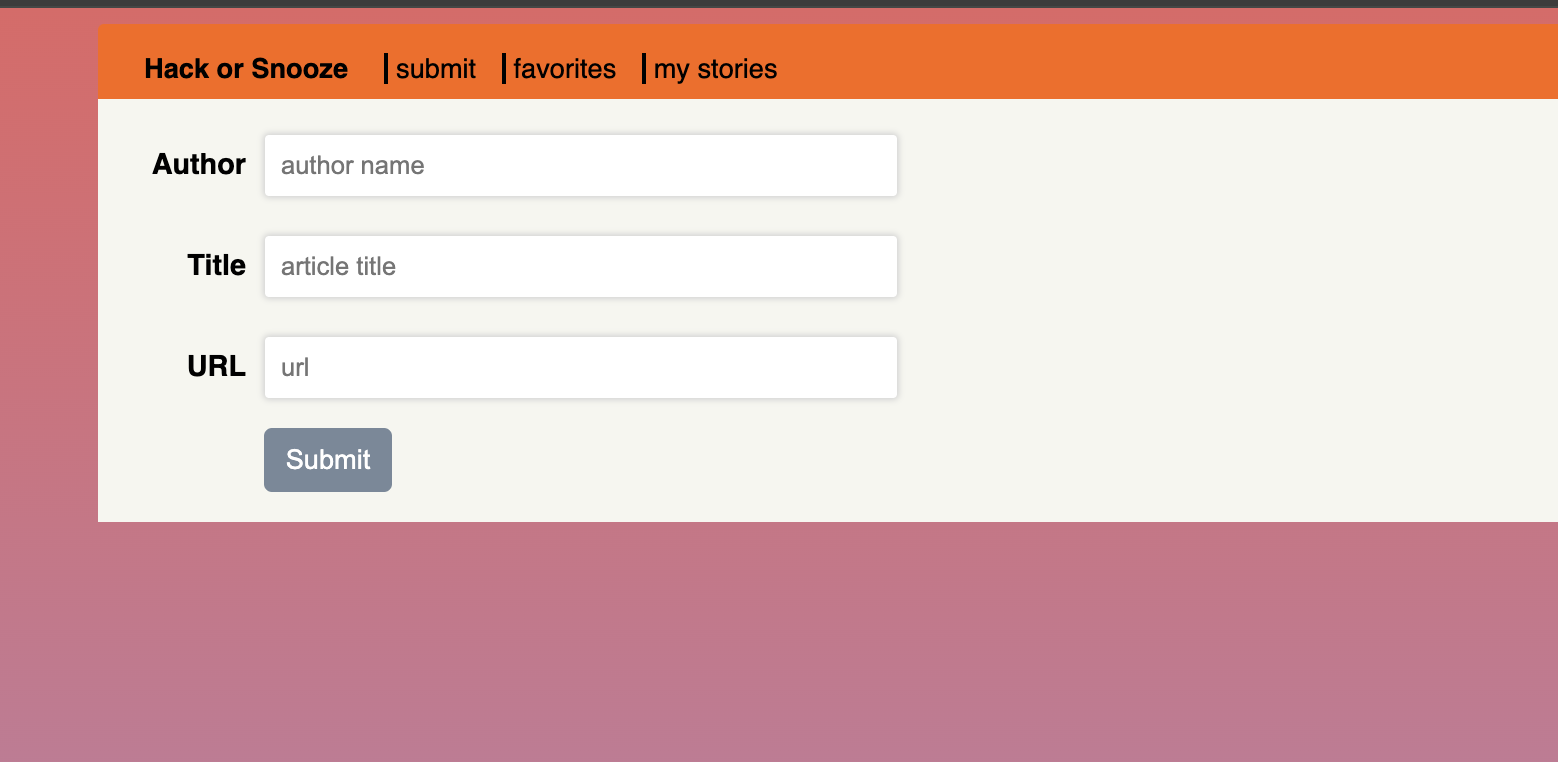 Hack or Snooze | submit | favorites | my stories
Author author name
Title article title
URL url
Submit